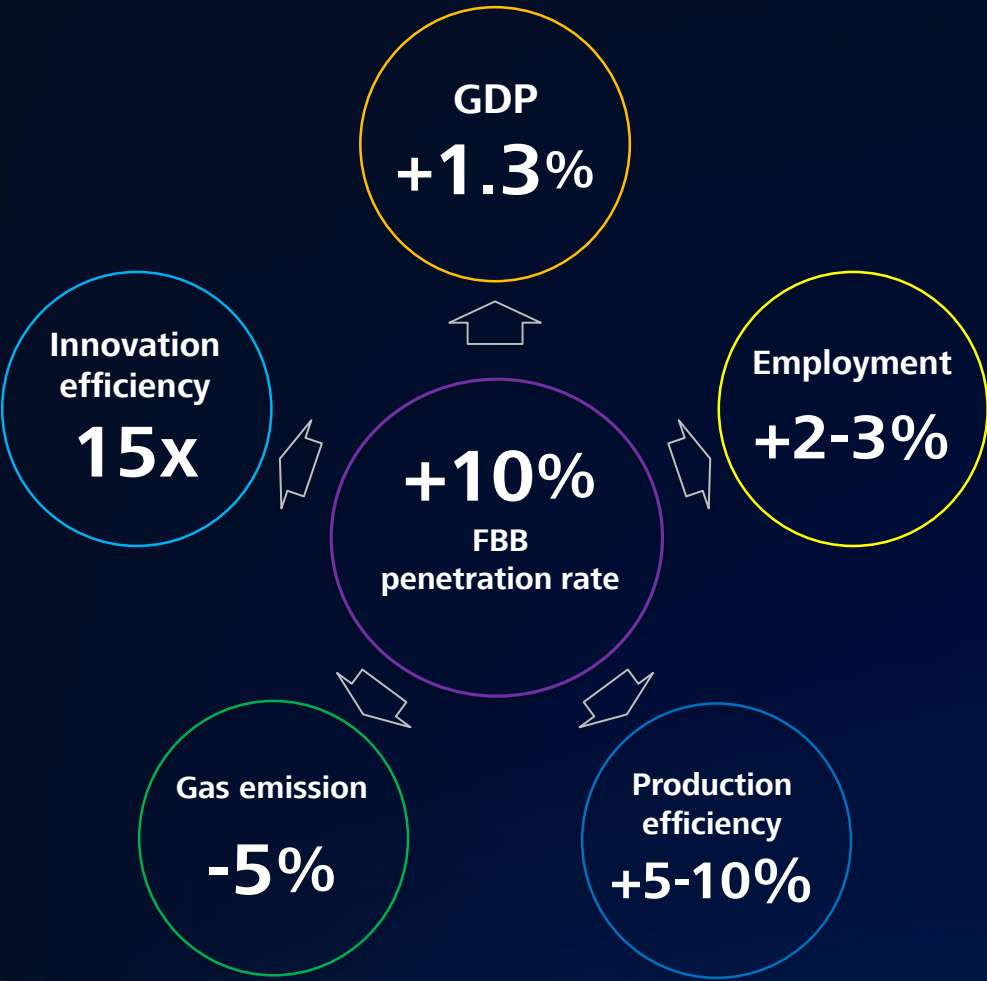 GDP
+1.3%
Innovation
efficiency
15x
Employment
+2-3%
+10%
FBB
penetration rate
Gas emission
-5%
Production
efficiency
+5-10%